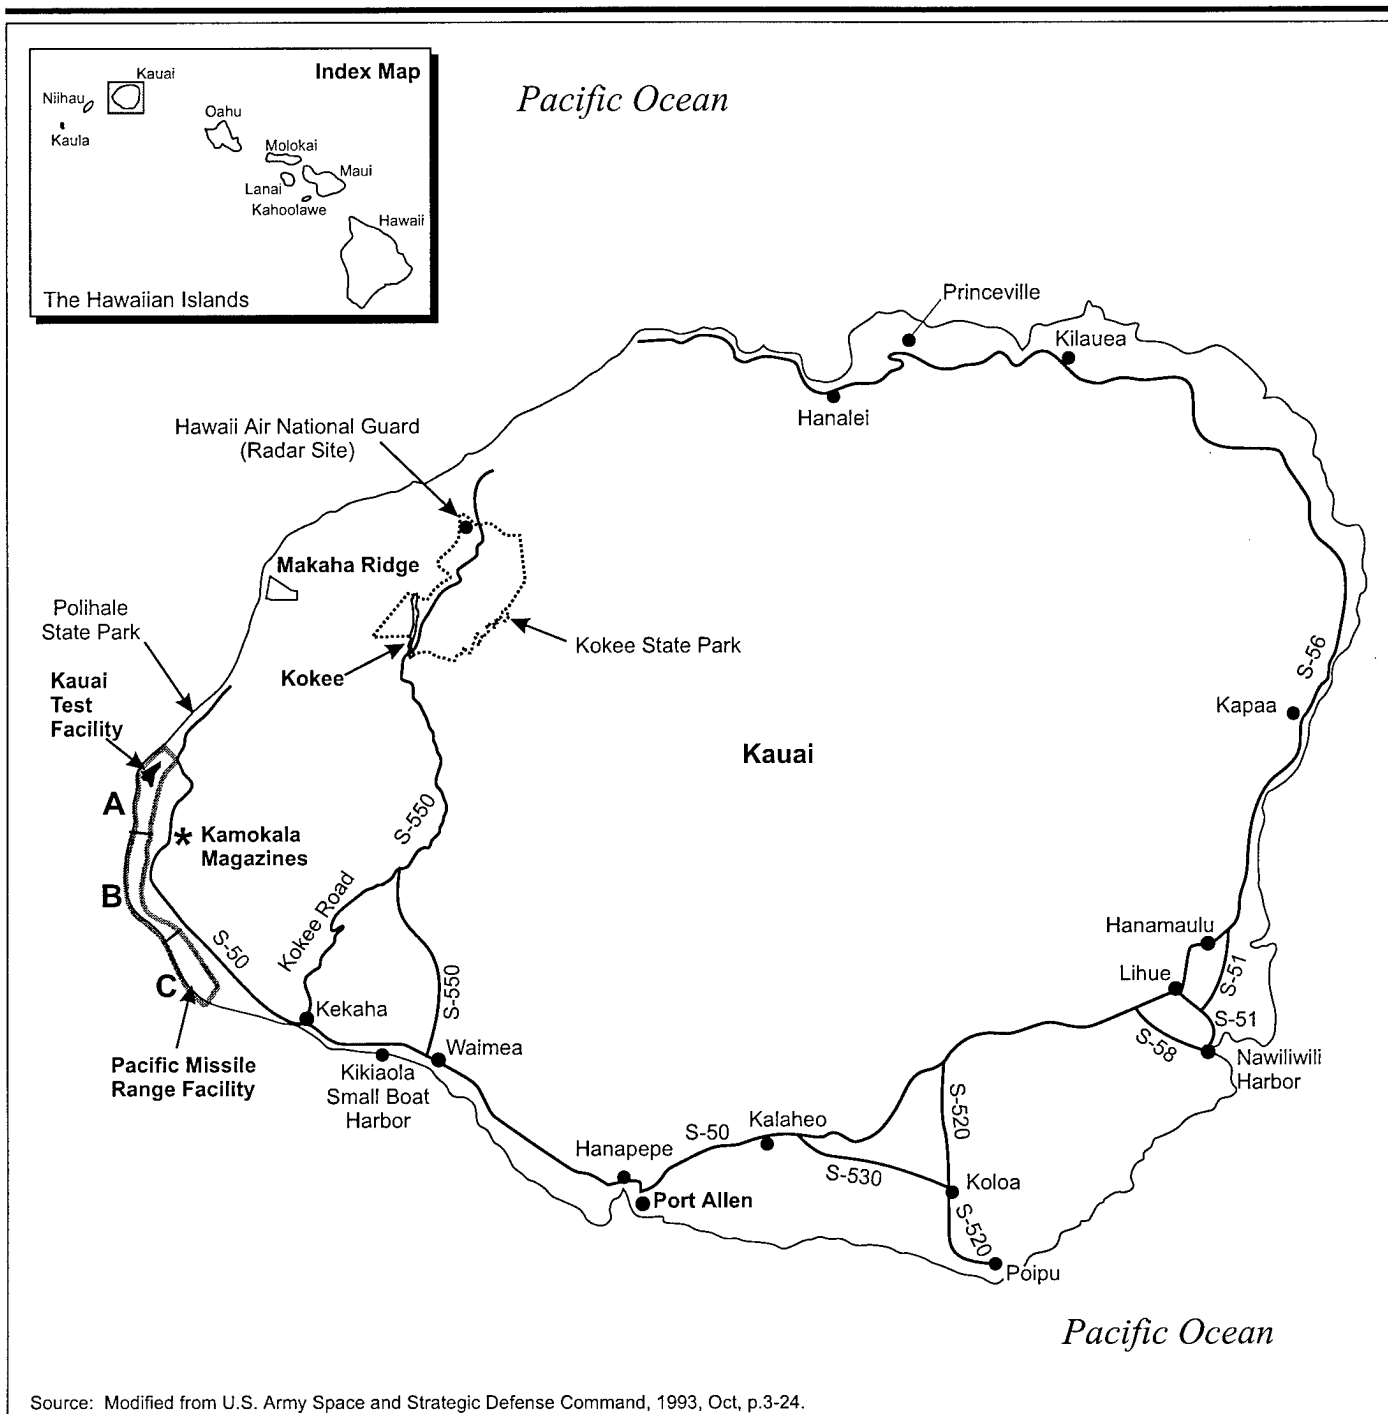 Index Map
Kauai
Niihau
Kaula
Oahu
Molokai
Lanai
Maui
Kahoolawe
Hawaii
The Hawaiian Islands
Pacific Ocean
Princeville
Kilauea
Hanalei
Hawaii Air National Guard
(Radar Site)
Makaha Ridge
Polihale
State Park
Kokee State Park
Kokee
Kauai
Test
Facility
S-56
Kapaa
Kauai
A
S-550
* Kamokala
Magazines
B
Kokee Road
S-50
C
S-550
Hanamaulu
Lihue
S-51
S-51
S-58
Nawiliwili
Harbor
Kekaha
Waimea
Pacific Missile
Range Facility
Kikiaola
Small Boat
Harbor
Kalaheo
S-50
S-520
Hanapepe
S-530
Koloa
Port Allen
S-520
Poipu
Pacific Ocean
Source: Modified from U.S. Army Space and Strategic Defense Command, 1993, Oct, p.3-24.